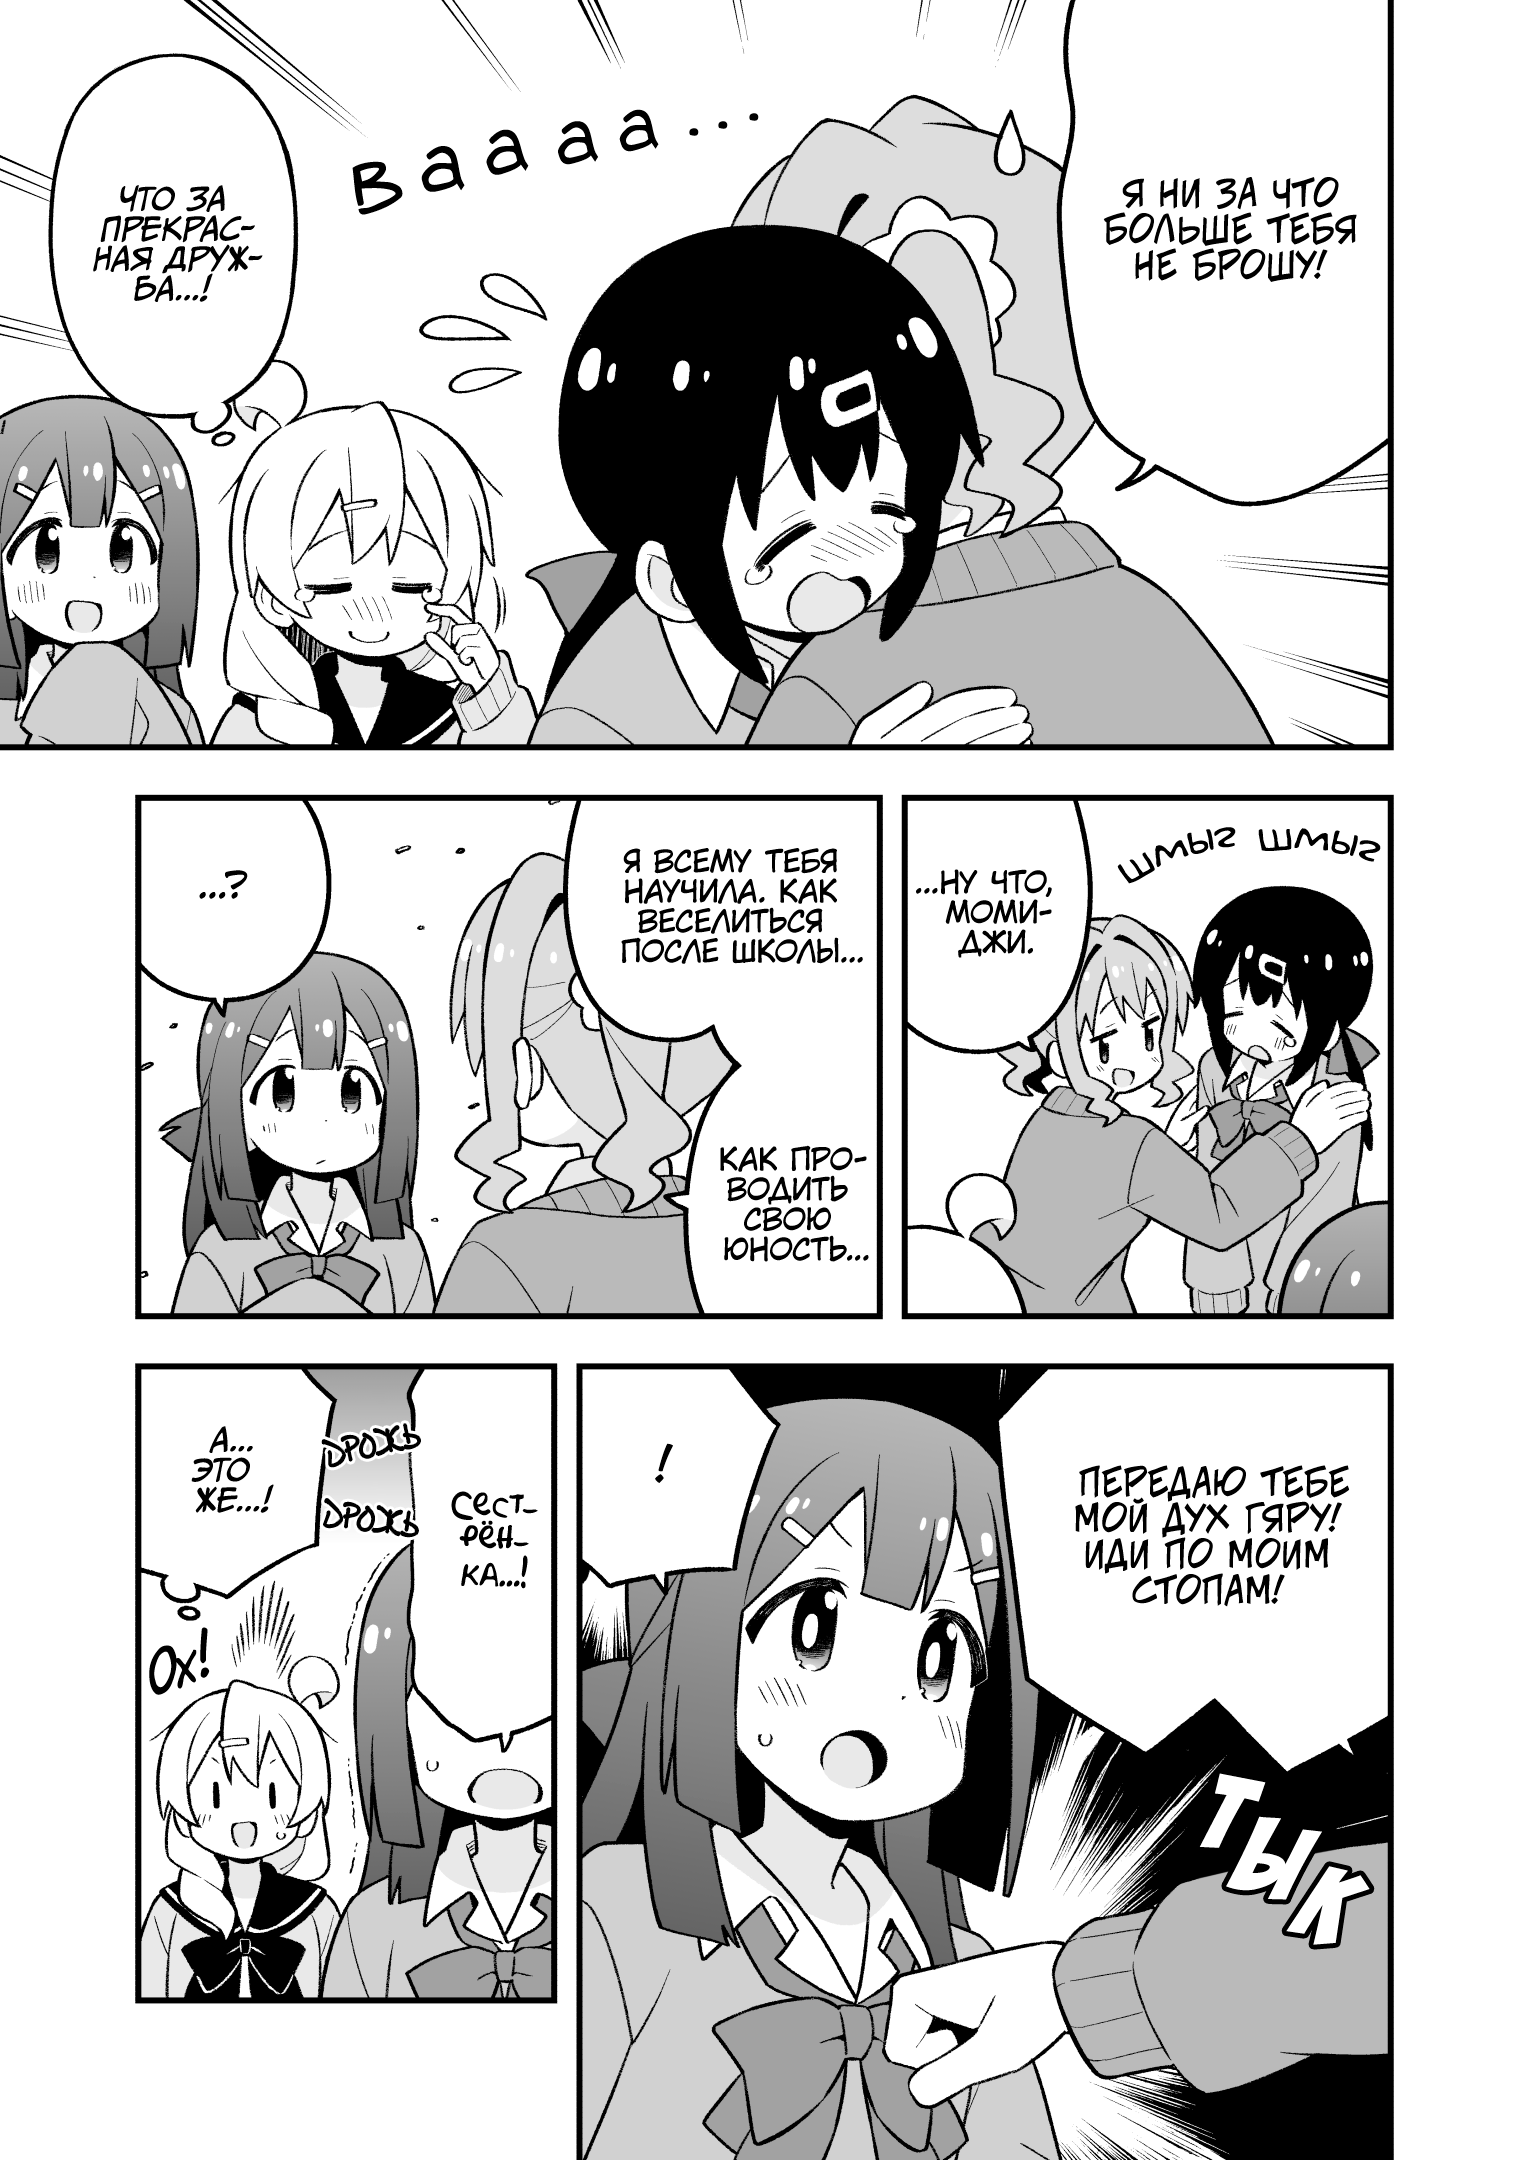 Я НИ ЗА ЧТО
БОЛЬШЕ ТЕБЯ
НЕ БРОШУ!
Ваааа...
ЧТО ЗА
ПРЕКРАС-
НАЯ ДРУЖ-
БА...!
ШМЫГ ШМЫГ
...НУ ЧТО,
МОМИ-
ДЖИ.
Я ВСЕМУ ТЕБЯ
НАУЧИЛА. КАК
ВЕСЕЛИТЬСЯ
ПОСЛЕ ШКОЛЫ...
КАК ПРО-
ВОДИТЬ
СВОЮ
ЮНОСТЬ...
...?
ПЕРЕДАЮ ТЕБЕ
МОЙ ДУХ ГЯРУ!
ИДИ ПО МОИМ
СТОПАМ!
!
ТЫК
СЕСТ-
РЁН-
КА...!
ДРОЖЬ
ДРОЖЬ
А...
ЭТО
ЖЕ...!
Ох!